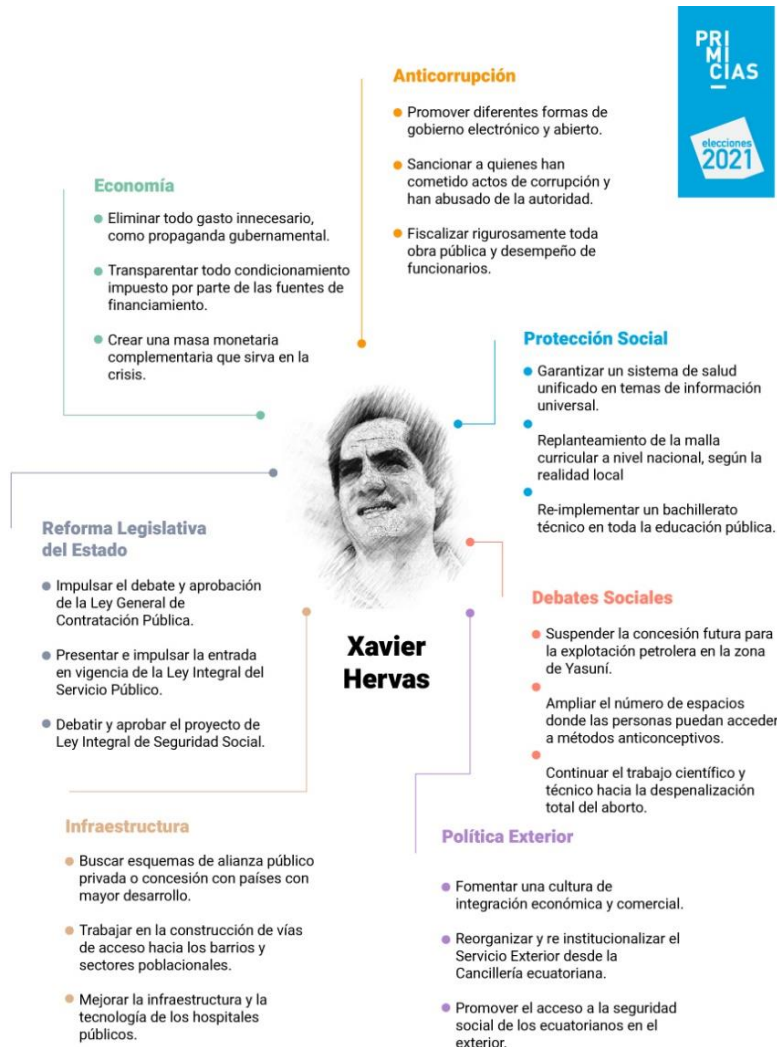 PRI
MI
CIAS
elecciones
2021
Anticorrupción
Promover diferentes formas de
gobierno electrónico y abierto.
Sancionar a quienes han
cometido actos de corrupción y
han abusado de la autoridad.
Fiscalizar rigurosamente toda
obra pública y desempeño de
funcionarios.
Economía
Eliminar todo gasto innecesario,
como propaganda gubernamental.
Transparentar todo condicionamiento
impuesto por parte de las fuentes de
financiamiento.
Crear una masa monetaria
complementaria que sirva en la
crisis.
Protección Social
Garantizar un sistema de salud
unificado en temas de información
universal.
Replanteamiento de la malla
curricular a nivel nacional, según la
realidad local
Re-implementar un bachillerato
técnico en toda la educación pública.
Reforma Legislativa
del Estado
Impulsar el debate y aprobación
de la Ley General de
Contratación Pública.
Presentar e impulsar la entrada
en vigencia de la Ley Integral del
Servicio Público.
Debatir y aprobar el proyecto de
Ley Integral de Seguridad Social.
Xavier
Hervas
Debates Sociales
Suspender la concesión futura para
la explotación petrolera en la zona
de Yasuní.
Ampliar el número de espacios
donde las personas puedan acceder
a métodos anticonceptivos.
Continuar el trabajo científico y
técnico hacia la despenalización
total del aborto.
Infraestructura
Buscar esquemas de alianza público
privada o concesión con países con
mayor desarrollo.
Trabajar en la construcción de vías
de acceso hacia los barrios y
sectores poblacionales.
Mejorar la infraestructura y la
tecnología de los hospitales
públicos.
Política Exterior
Fomentar una cultura de
integración económica y comercial.
Reorganizar y re institucionalizar el
Servicio Exterior desde la
Cancillería ecuatoriana.
Promover el acceso a la seguridad
social de los ecuatorianos en el
exterior.